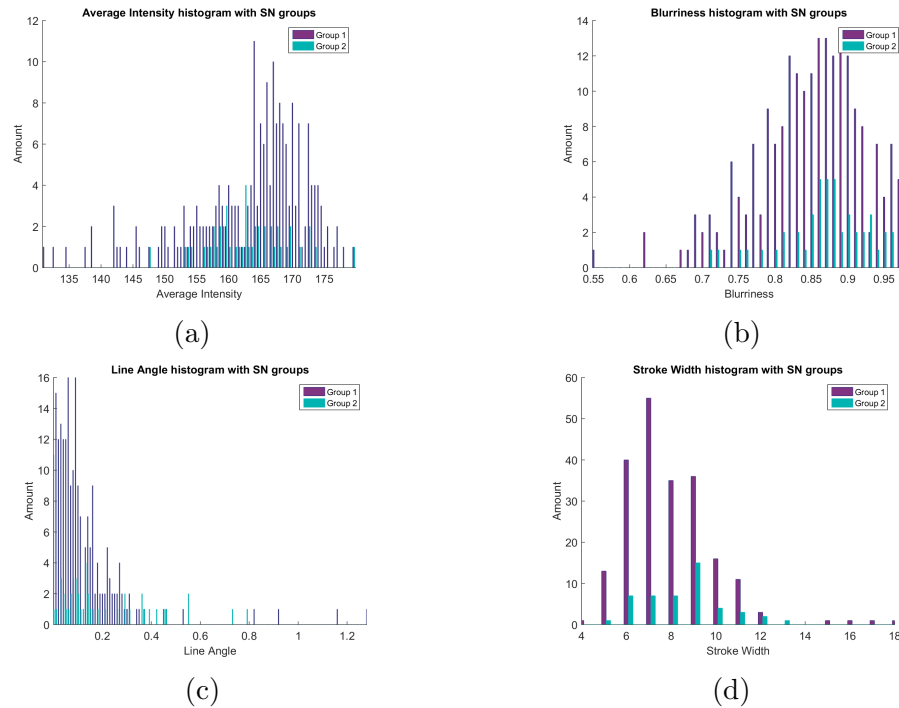 Average Intensity histogram with SN groups
12
10
8
6
4
2
0
Amount
135 140 145 150 155 160 165 170 175
Average Intensity
Group 1
Group 2
(a)
Blurriness histogram with SN groups
14
12
10
8
6
4
2
0
Amount
0.55 0.6 0.65 0.7 0.75 0.8 0.85 0.9 0.95
Blurriness
Group 1
Group 2
(b)
Line Angle histogram with SN groups
16
14
12
10
8
6
4
2
0
Amount
0.2 0.4 0.6 0.8 1 1.2
Line Angle
Group 1
Group 2
(c)
Stroke Width histogram with SN groups
60
50
40
30
20
10
0
Amount
4 6 8 10 12 14 16 18
Stroke Width
Group 1
Group 2
(d)